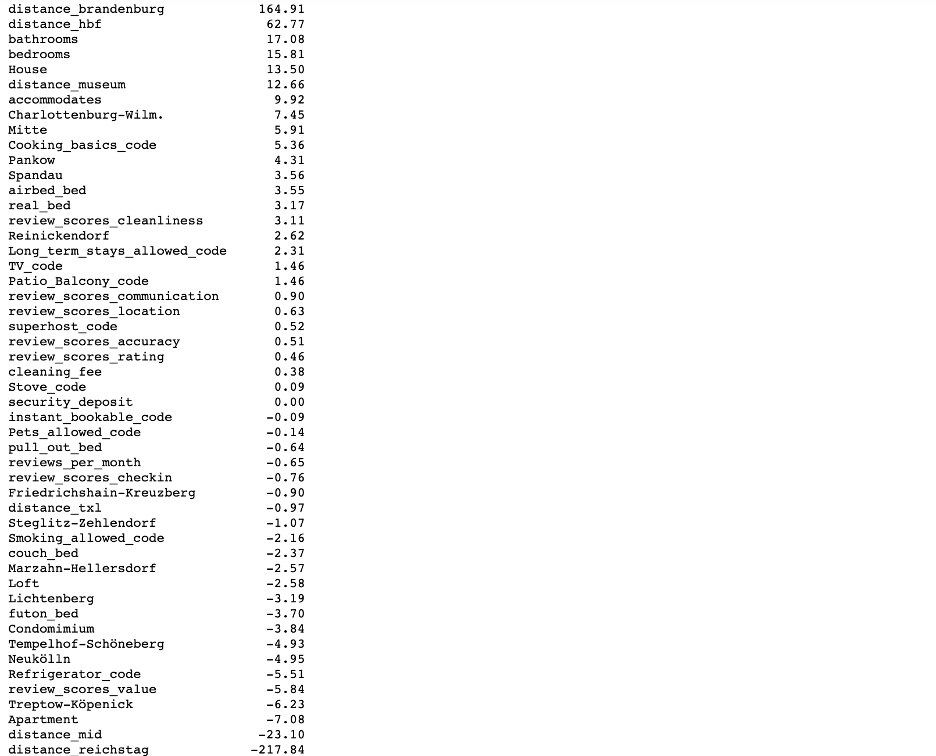 distance_brandenburg 164.91
distance_hbf 62.77
bathrooms 17.08
bedrooms 15.81
House 13.50
distance_museum 12.66
accommodates 9.92
Charlottenburg-Wilm. 7.45
Mitte 5.91
Cooking_basics_code 5.36
Pankow 4.31
Spandau 3.56
airbed_bed 3.55
real_bed 3.17
review_scores_cleanliness 3.11
Reinickendorf 2.62
Long_term_stays_allowed_code 2.31
TV_code 1.46
Patio_Balcony_code 1.46
review_scores_communication 0.90
review_scores_location 0.63
superhost_code 0.52
review_scores_accuracy 0.51
review_scores_rating 0.46
cleaning_fee 0.38
Stove_code 0.09
security_deposit 0.00
instant_bookable_code -0.09
Pets_allowed_code -0.14
pull_out_bed -0.64
reviews_per_month -0.65
review_scores_checkin -0.76
Friedrichshain-Kreuzberg -0.90
distance_txl -0.97
Steglitz-Zehlendorf -1.07
Smoking_allowed_code -2.16
couch_bed -2.37
Marzahn-Hellersdorf -2.57
Loft -2.58
Lichtenberg -3.19
futon_bed -3.70
Condomimium -3.84
Tempelhof-Schöneberg -4.93
Neukölln -4.95
Refrigerator_code -5.51
review_scores_value -5.84
Treptow-Köpenick -6.23
Apartment -7.08
distance_mid -23.10
distance_reichstag -217.84